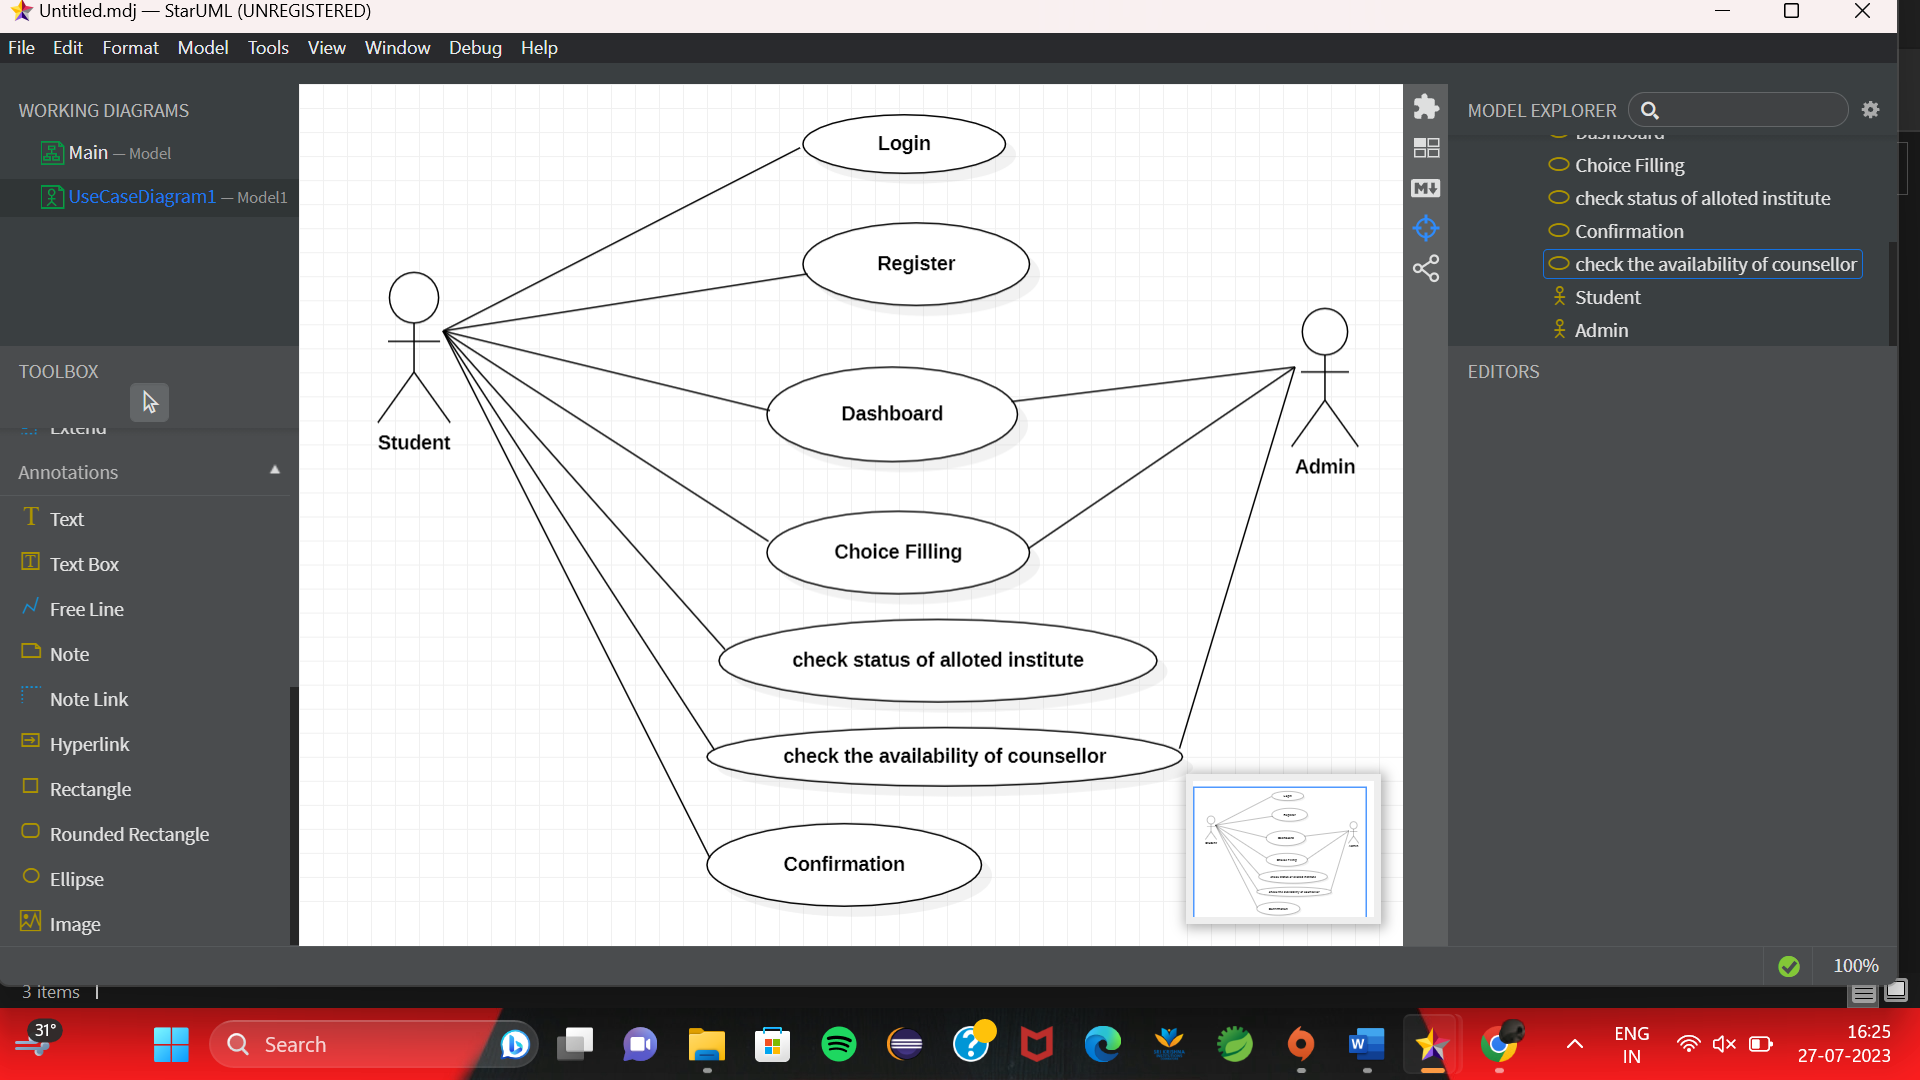 Untitled.mdj — StarUML (UNREGISTERED)
File Edit Format Model Tools View Window Debug Help
WORKING DIAGRAMS
Main — Model
UseCaseDiagram1 — Model1
TOOLBOX
Extend
Annotations
Text
Text Box
Free Line
Note
Note Link
Hyperlink
Rectangle
Rounded Rectangle
Ellipse
Image
Login
Register
Student
Dashboard
Admin
Choice Filling
check status of alloted institute
check the availability of counsellor
Confirmation
MODEL EXPLORER
Dashboard
Choice Filling
check status of alloted institute
Confirmation
check the availability of counsellor
Student
Admin
EDITORS
100%
3 items
31°
Search
ENG
IN
16:25
27-07-2023